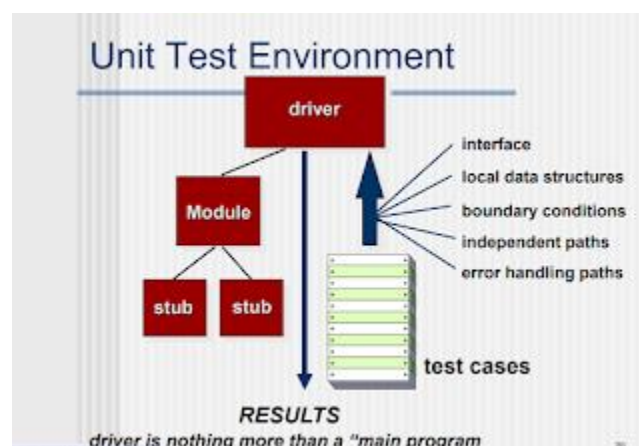 Unit Test Environment
driver
interface
local data structures
Module
boundary conditions
independent paths
error handling paths
stub
stub
test cases
RESULTS
driver is nothing more than a "main program